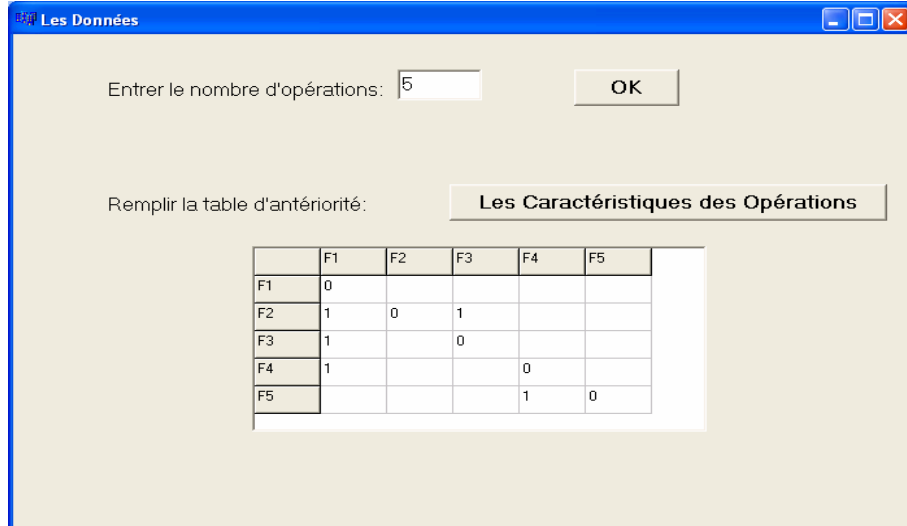 Les Données
Entrer le nombre d'opérations: 5 OK
Remplir la table d'antériorité: Les Caractéristiques des Opérations
F1 F2 F3 F4 F5
F1 0
F2 1 0 1
F3 1 0
F4 1 0
F5 1 0